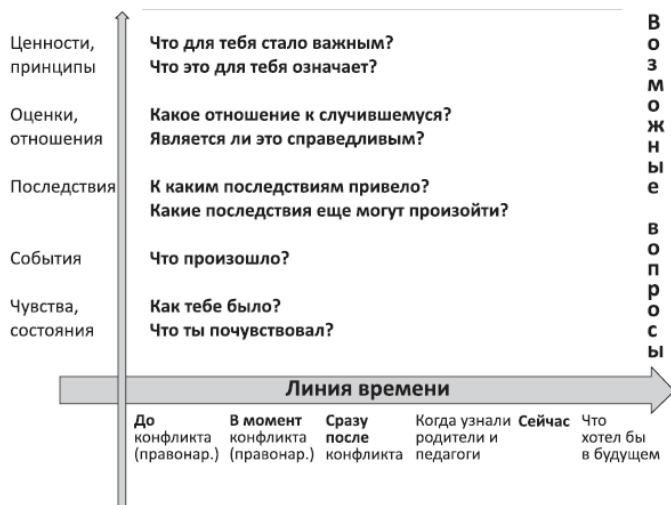 Ценности,
принципы
Что для тебя стало важным?
Что это для тебя означает?
Оценки,
отношения
Какое отношение к случившемуся?
Является ли это справедливым?
Последствия
К каким последствиям привело?
Какие последствия еще могут произойти?
События
Что произошло?
Чувства,
состояния
Как тебе было?
Что ты почувствовал?
Возможные вопросы
Линия времени
До
конфликта
(правонар.)
В момент
конфликта
(правонар.)
Сразу
после
конфликта
Когда узнали
родители и
педагоги
Сейчас
Что
хотел бы
в будущем